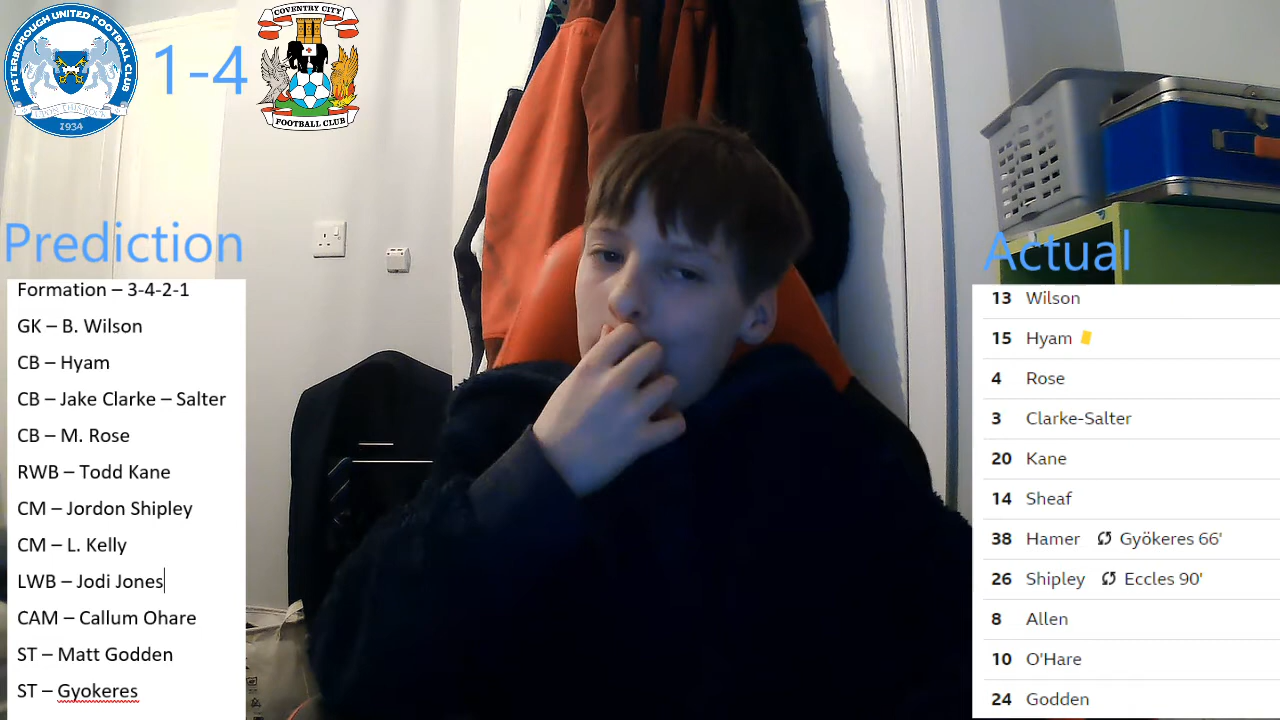 PETERBOROUGH UNITED FOOTBALL CLUB
1934
1-4
COVENTRY CITY
FOOTBALL CLUB
Prediction
Formation – 3-4-2-1
GK – B. Wilson
CB – Hyam
CB – Jake Clarke – Salter
CB – M. Rose
RWB – Todd Kane
CM – Jordon Shipley
CM – L. Kelly
LWB – Jodi Jones
CAM – Callum Ohare
ST – Matt Godden
ST – Gyokeres
Actual
13 Wilson
15 Hyam
4 Rose
3 Clarke-Salter
20 Kane
14 Sheaf
38 Hamer Gyökeres 66'
26 Shipley Eccles 90'
8 Allen
10 O'Hare
24 Godden